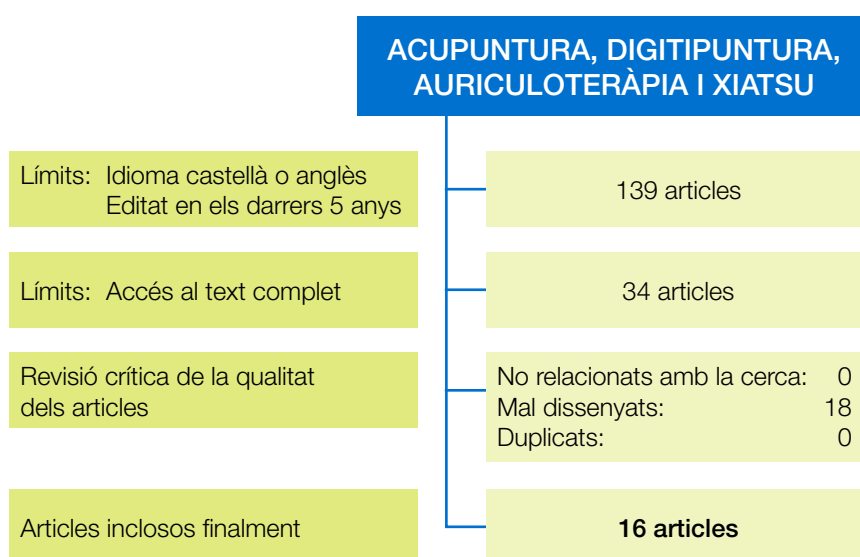 ACUPUNTURA, DIGITIPUNTURA,
AURICULOTERÀPIA I XIATSU
Límits: Idioma castellà o anglès
Editat en els darrers 5 anys
139 articles
Límits: Accés al text complet
34 articles
Revisió crítica de la qualitat
dels articles
No relacionats amb la cerca: 0
Mal dissenyats: 18
Duplicats: 0
Articles inclosos finalment
16 articles